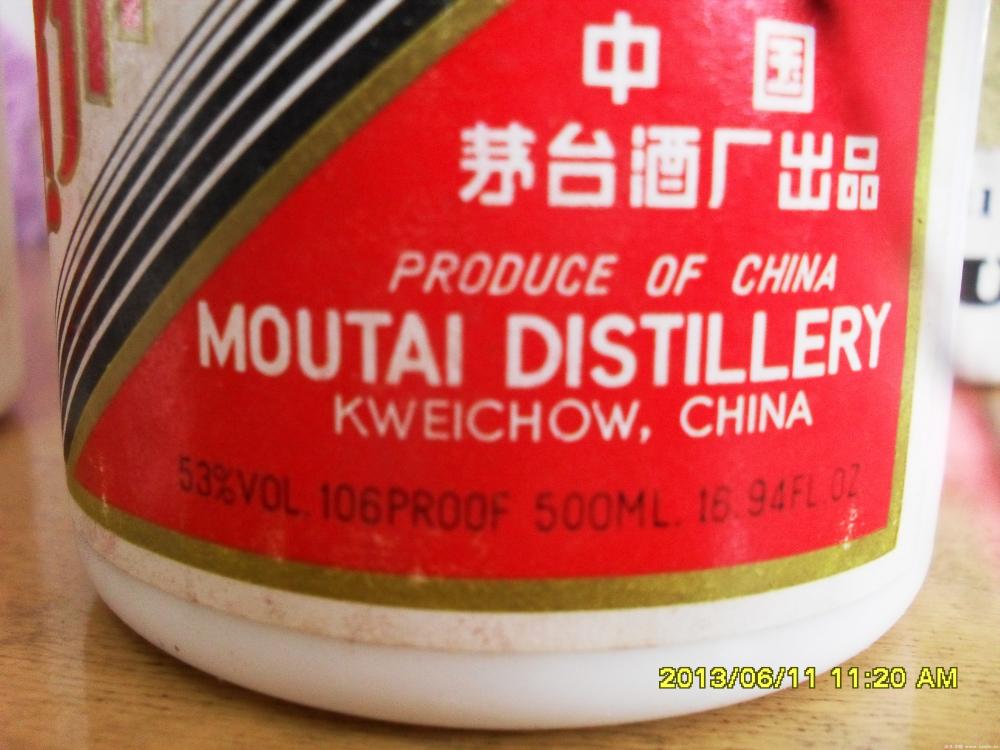 中国
茅台酒厂出品
PRODUCE OF CHINA
MOUTAI DISTILLERY
KWEICHOW, CHINA
53%VOL. 106PROOF 500ML. 16.94FL.OZ
2013/06/11 11:20 AM